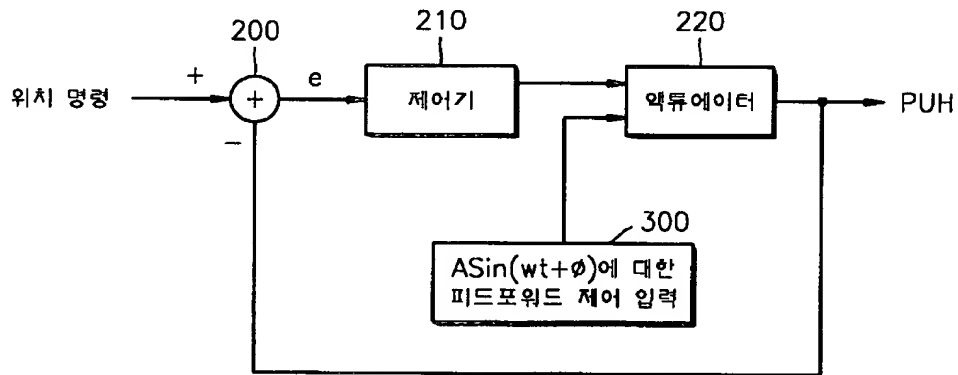 200
210
220
+
위치 명령
+
e
제어기
액튜에이터
PUH
−
300
ASin(wt+ø)에 대한
피드포워드 제어 입력